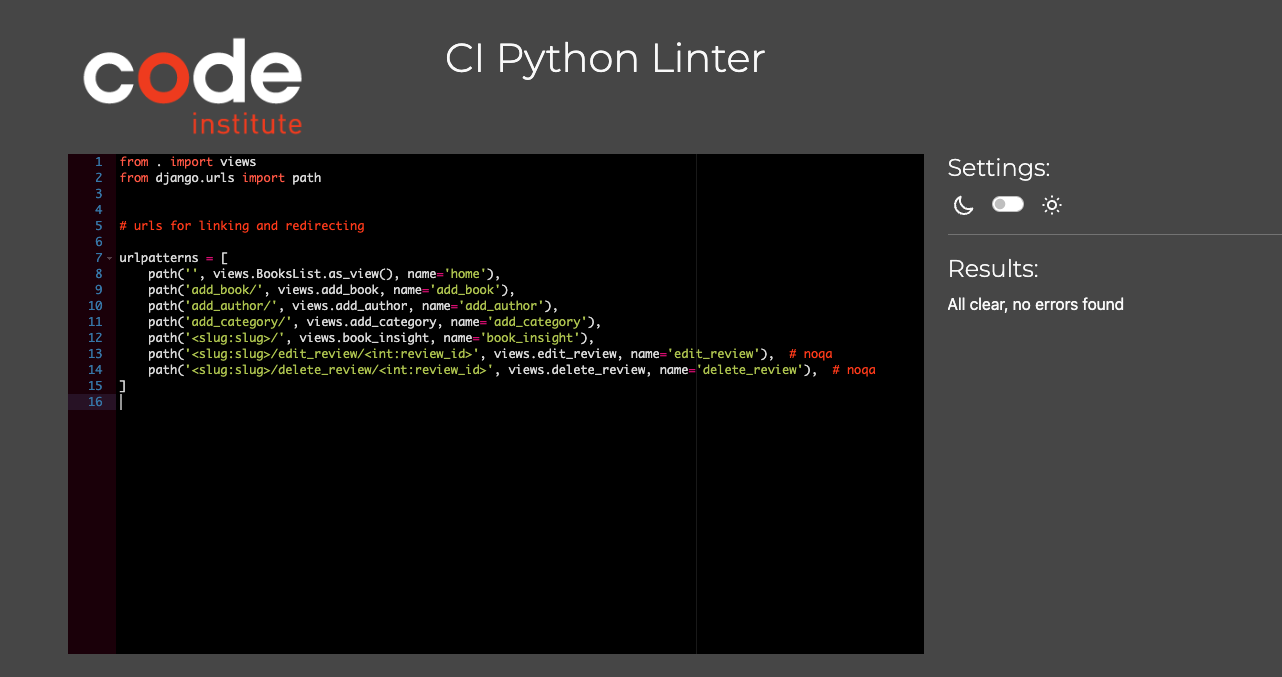 code
institute
CI Python Linter
1 from . import views
2 from django.urls import path
3
4
5 # urls for linking and redirecting
6
7 urlpatterns = [
8     path('', views.BooksList.as_view(), name='home'),
9     path('add_book/', views.add_book, name='add_book'),
10     path('add_author/', views.add_author, name='add_author'),
11     path('add_category/', views.add_category, name='add_category'),
12     path('<slug:slug>/', views.book_insight, name='book_insight'),
13     path('<slug:slug>/edit_review/<int:review_id>', views.edit_review, name='edit_review'),  # noqa
14     path('<slug:slug>/delete_review/<int:review_id>', views.delete_review, name='delete_review'),  # noqa
15 ]
16
Settings:
Results:
All clear, no errors found